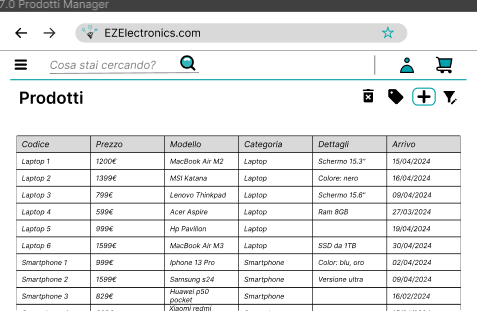 7.0 Prodotti Manager
EZElectronics.com
Cosa stai cercando?
Prodotti
Codice Prezzo Modello Categoria Dettagli Arrivo
Laptop 1 1200€ MacBook Air M2 Laptop Schermo 15.3" 15/04/2024
Laptop 2 1399€ MSI Katana Laptop Colore: nero 16/04/2024
Laptop 3 799€ Lenovo Thinkpad Laptop Schermo 15.6" 09/04/2024
Laptop 4 599€ Acer Aspire Laptop Ram 8GB 27/03/2024
Laptop 5 999€ Hp Pavilion Laptop 19/04/2024
Laptop 6 1599€ MacBook Air M3 Laptop SSD da 1TB 30/04/2024
Smartphone 1 999€ Iphone 13 Pro Smartphone Color: blu, oro 02/04/2024
Smartphone 2 1599€ Samsung s24 Smartphone Versione ultra 09/04/2024
Smartphone 3 829€ Huawei p50 pocket Smartphone 16/02/2024
Xiaomi redmi